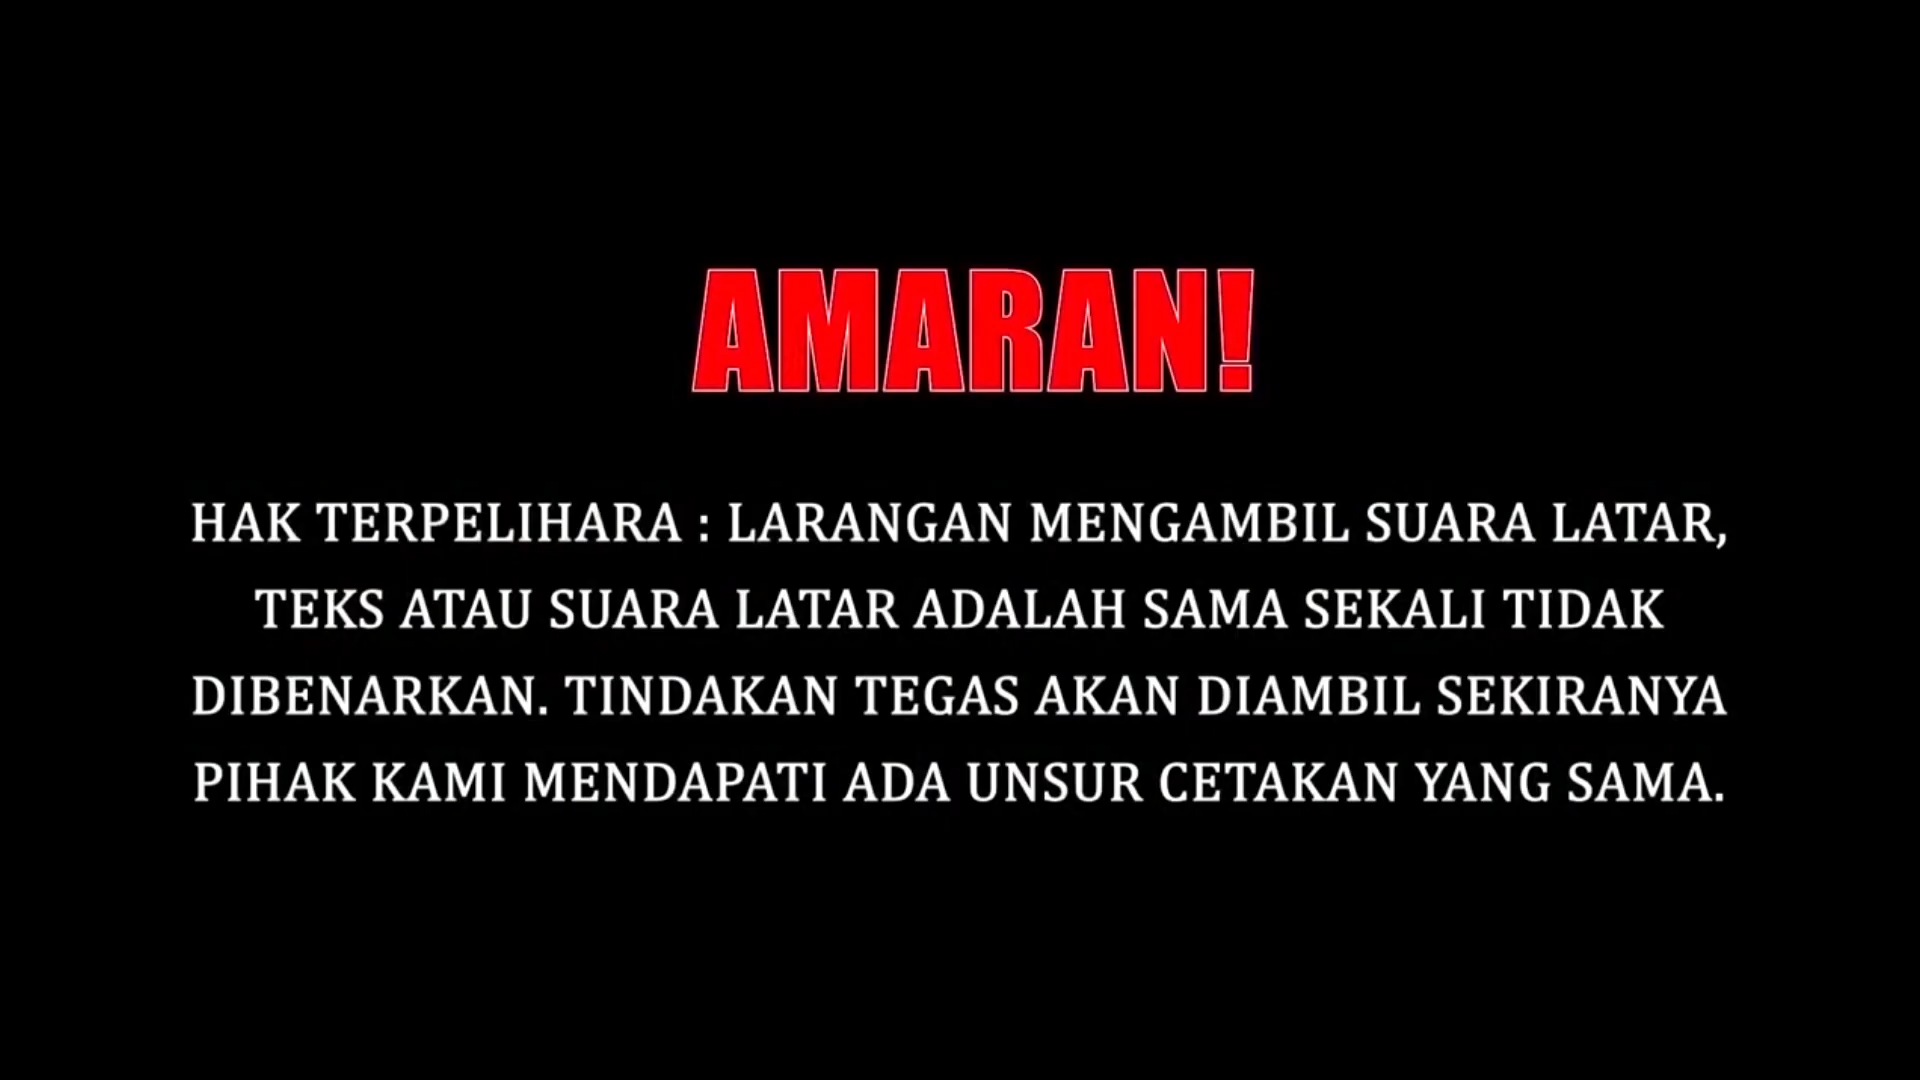 AMARAN!
HAK TERPELIHARA : LARANGAN MENGAMBIL SUARA LATAR,
TEKS ATAU SUARA LATAR ADALAH SAMA SEKALI TIDAK
DIBENARKAN. TINDAKAN TEGAS AKAN DIAMBIL SEKIRANYA
PIHAK KAMI MENDAPATI ADA UNSUR CETAKAN YANG SAMA.